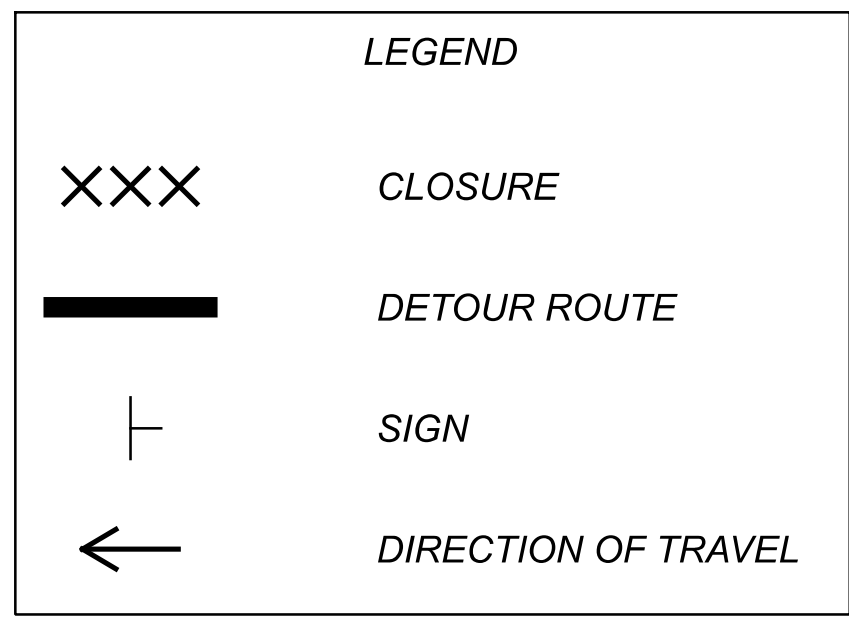 LEGEND
CLOSURE
DETOUR ROUTE
SIGN
DIRECTION OF TRAVEL